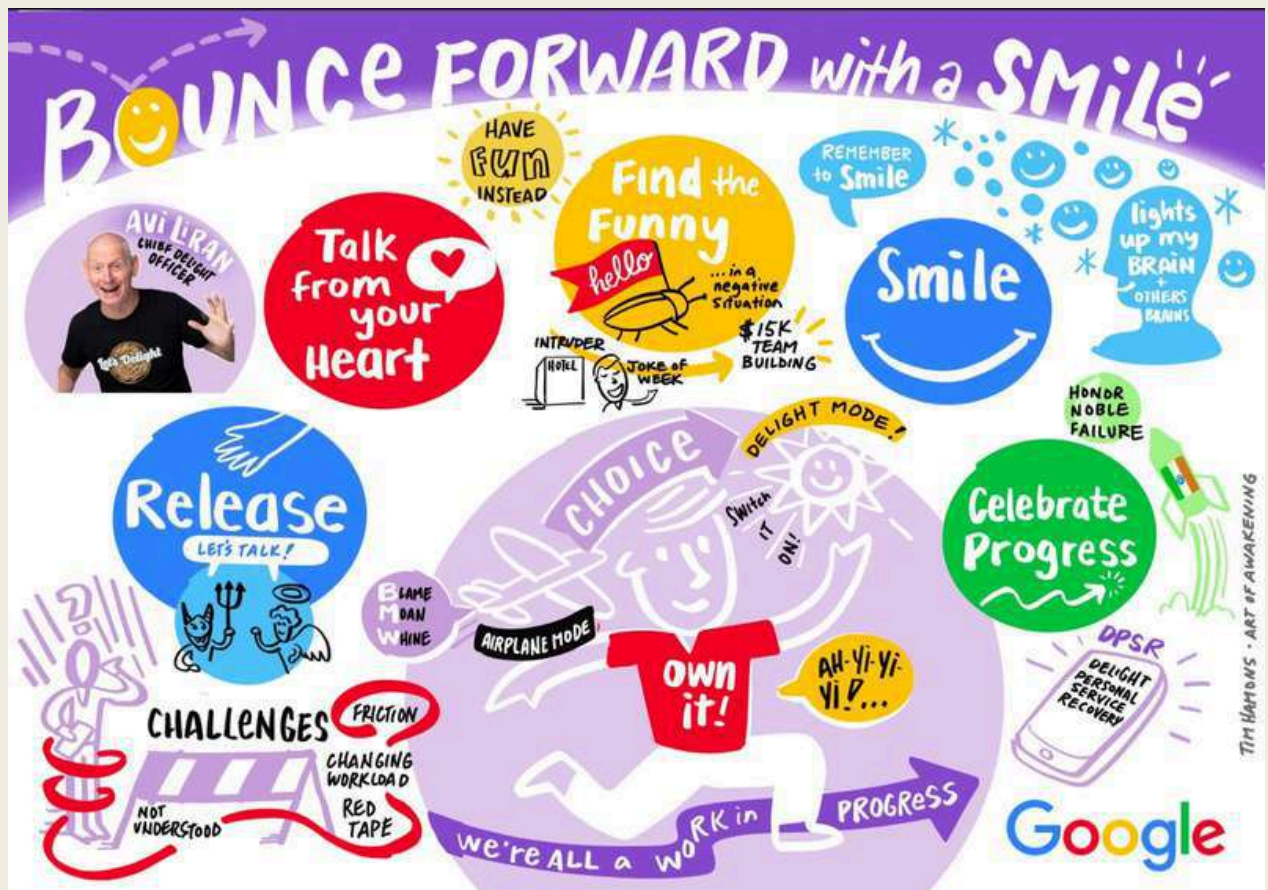 BOUNCE FORWARD with a SMiLe
HAVE
FUN
INSTEAD
Find the
Funny
hello
...in a
negative
situation
INTRUDER
HOTEL
JOKE OF
WEEK
$15K
TEAM
BUILDING
REMEMBER
to Smile
lights
up my
BRAIN
+
OTHERS
BRAINS
AVI LIRAN
CHIEF DELIGHT
OFFICER
Let's Delight
Talk
from
your
Heart
Smile
Release
LET'S TALK!
CHOICE
DELIGHT MODE!
SWitch
IT
ON!
HONOR
NOBLE
FAILURE
Celebrate
Progress
BLAME
MOAN
WHINE
AIRPLANE MODE
OWN
it!
AH-Yi-Yi-
Yi!...
DPSR
DELIGHT
PERSONAL
SERVICE
RECOVERY
?
CHALLENGES
FRICTION
CHANGING
WORKLOAD
RED
TAPE
NOT
UNDERSTOOD
We're ALL a WORK in PROGRESS
Google
TIM HAMONS · ART OF AWAKENING